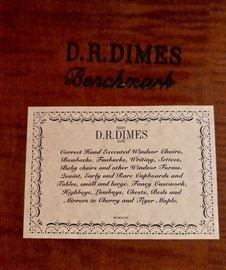 D.R.DIMES
Benchmark
D.R.DIMES
Correct Hand Executed Windsor Chairs,
Bowbacks, Fanbacks, Writing, Settees,
Baby chairs and other Windsor Forms.
Quaint, Early and Rare Cupboards and
Tables, small and large. Fancy Casework,
Highboys, Lowboys, Chests, Beds and
Mirrors in Cherry and Tiger Maple.